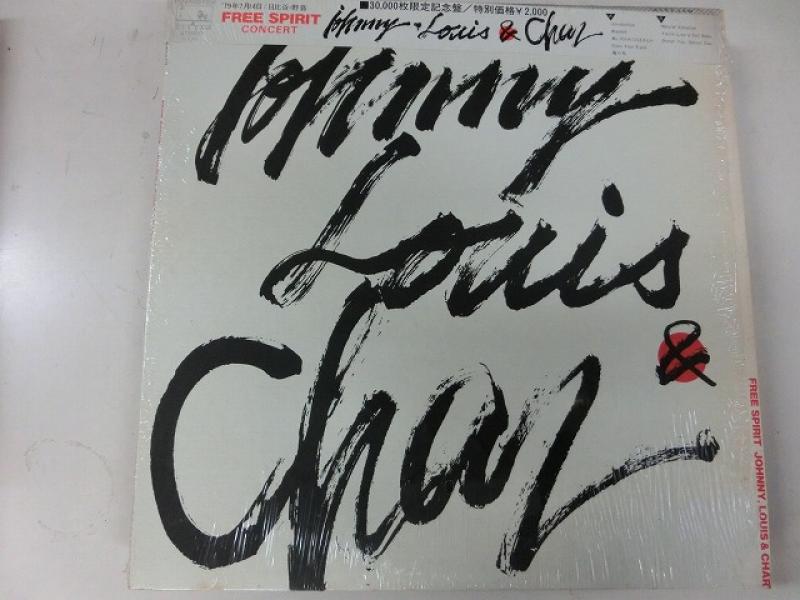 '79年7月14日/日比谷・野音
FREE SPIRIT
CONCERT
■30,000枚限定記念盤/特別価格¥2,000
Johnny, Louis & Char
Johnny
Louis
&
Char
FREE SPIRIT JOHNNY, LOUIS & CHAR